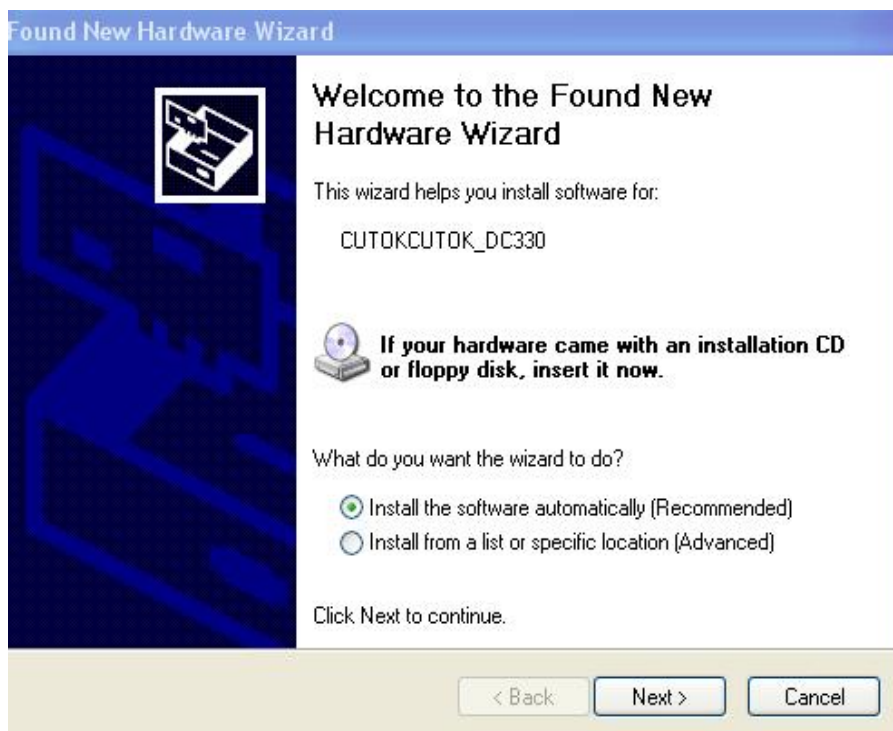 Found New Hardware Wizard
Welcome to the Found New
Hardware Wizard
This wizard helps you install software for:
CUTOKCUTOK_DC330
If your hardware came with an installation CD
or floppy disk, insert it now.
What do you want the wizard to do?
Install the software automatically (Recommended)
Install from a list or specific location (Advanced)
Click Next to continue.
< Back Next > Cancel